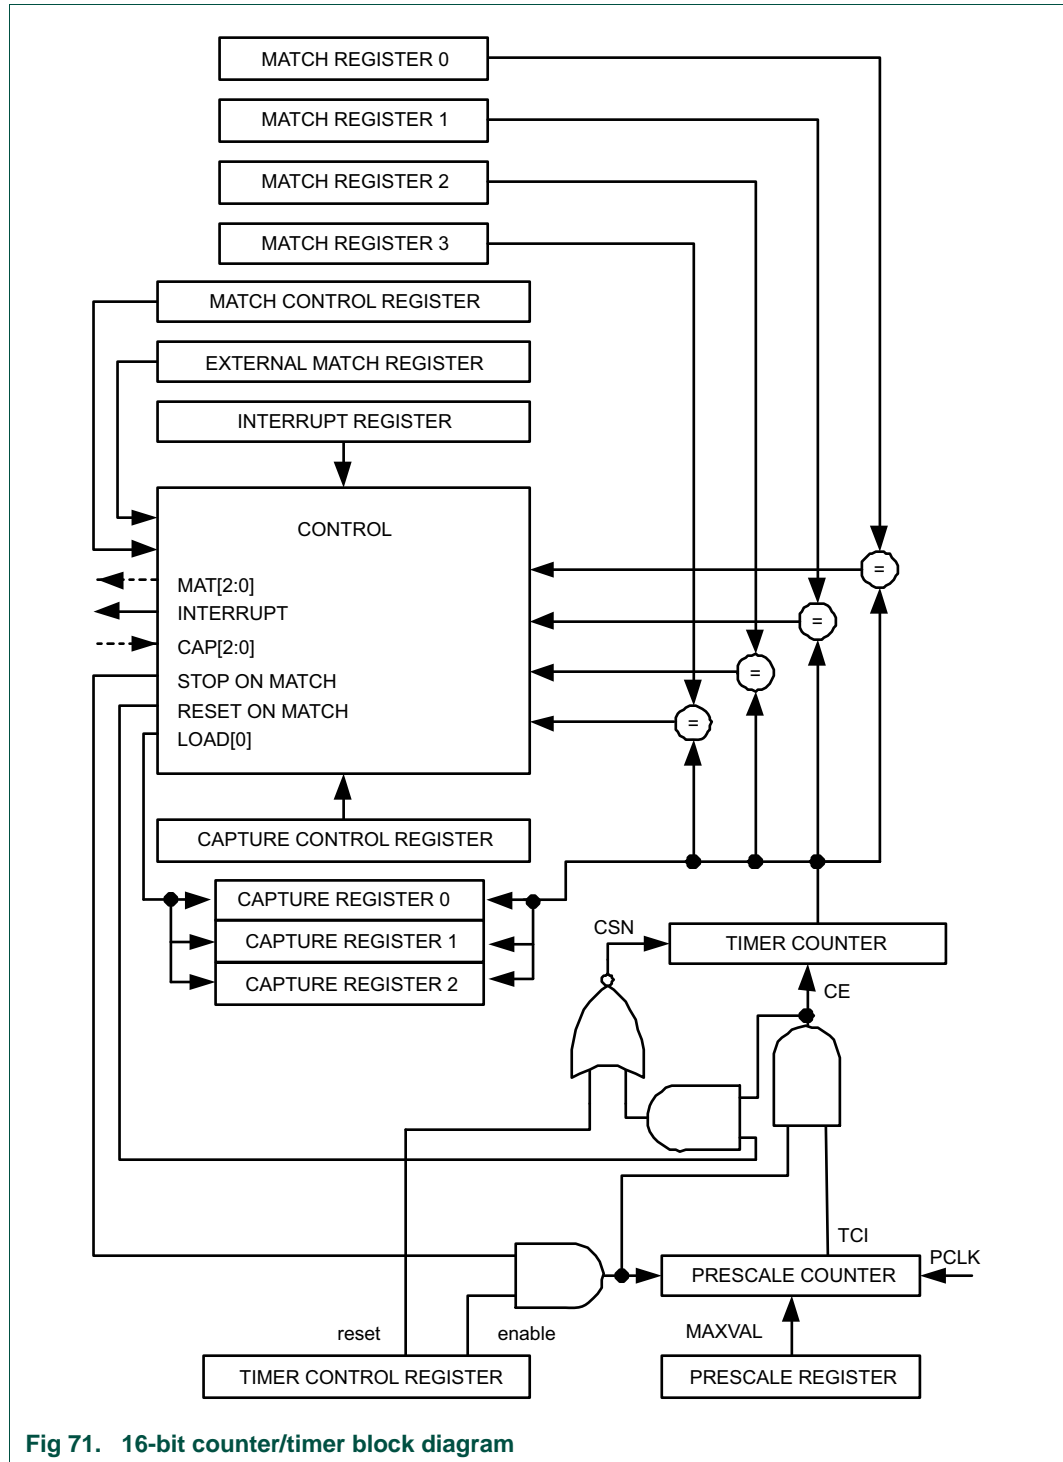 MATCH REGISTER 0
MATCH REGISTER 1
MATCH REGISTER 2
MATCH REGISTER 3
MATCH CONTROL REGISTER
EXTERNAL MATCH REGISTER
INTERRUPT REGISTER
CONTROL
MAT[2:0]
INTERRUPT
CAP[2:0]
STOP ON MATCH
RESET ON MATCH
LOAD[0]
=
=
=
=
CAPTURE CONTROL REGISTER
CAPTURE REGISTER 0
CAPTURE REGISTER 1
CAPTURE REGISTER 2
CSN
TIMER COUNTER
CE
TCI
PCLK
PRESCALE COUNTER
reset
enable
MAXVAL
TIMER CONTROL REGISTER
PRESCALE REGISTER
Fig 71. 16-bit counter/timer block diagram